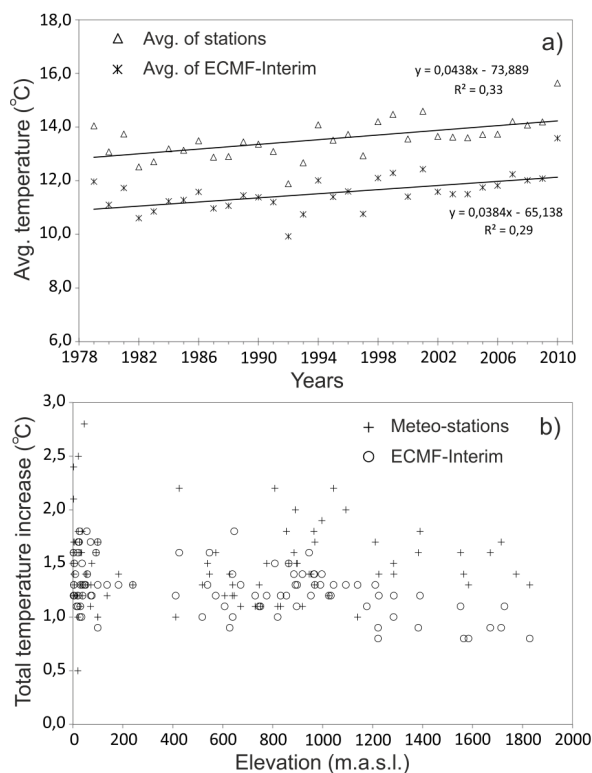 a)
Avg. of stations
Avg. of ECMF-Interim
y = 0,0438x - 73,889
R² = 0,33
y = 0,0384x - 65,138
R² = 0,29
Avg. temperature (°C)
16,0
14,0
12,0
10,0
8,0
6,0
1978 1982 1986 1990 1994 1998 2002 2006 2010
Years
b)
Meteo-stations
ECMF-Interim
Total temperature increase (°C)
3,0
2,5
2,0
1,5
1,0
0,5
0,0
0 200 400 600 800 1000 1200 1400 1600 1800 2000
Elevation (m.a.s.l.)